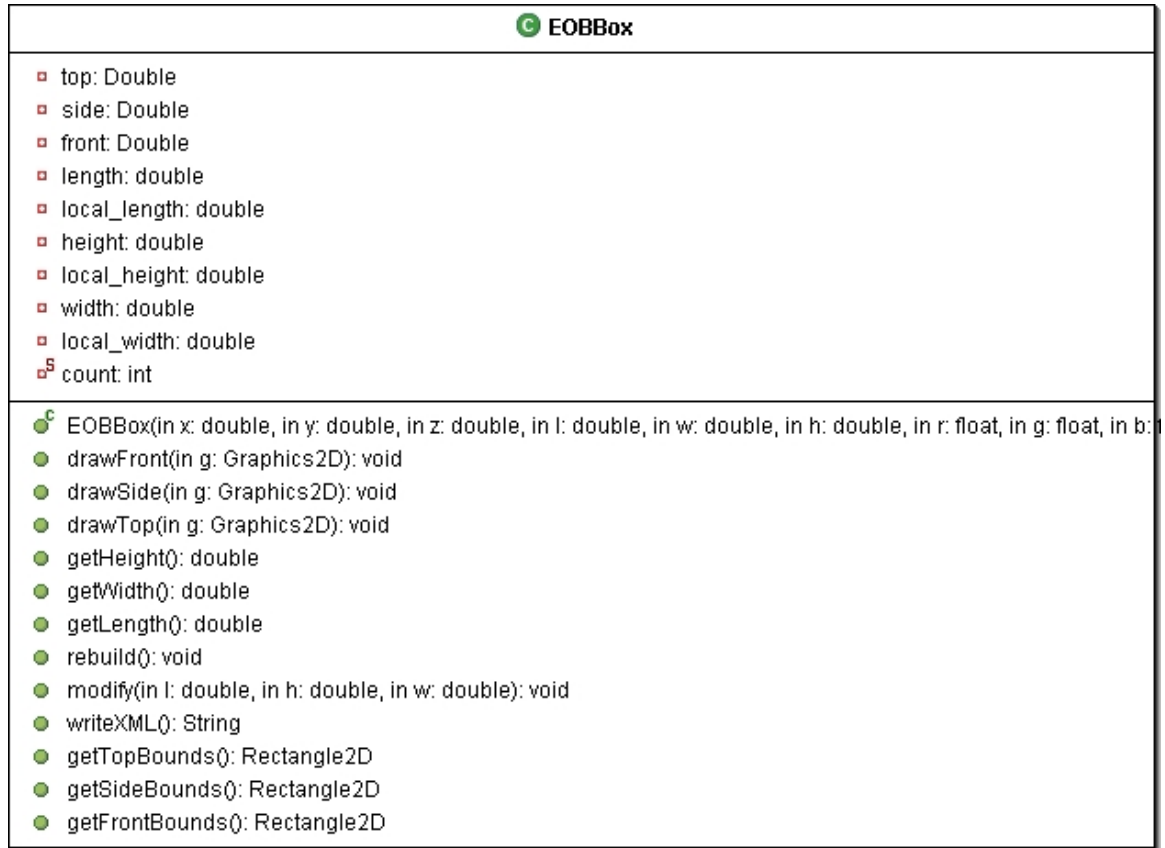 C EOBBox
top: Double
side: Double
front: Double
length: double
local_length: double
height: double
local_height: double
width: double
local_width: double
S count: int
C EOBBox(in x: double, in y: double, in z: double, in l: double, in w: double, in h: double, in r: float, in g: float, in b:
drawFront(in g: Graphics2D): void
drawSide(in g: Graphics2D): void
drawTop(in g: Graphics2D): void
getHeight(): double
getWidth(): double
getLength(): double
rebuild(): void
modify(in l: double, in h: double, in w: double): void
writeXML(): String
getTopBounds(): Rectangle2D
getSideBounds(): Rectangle2D
getFrontBounds(): Rectangle2D